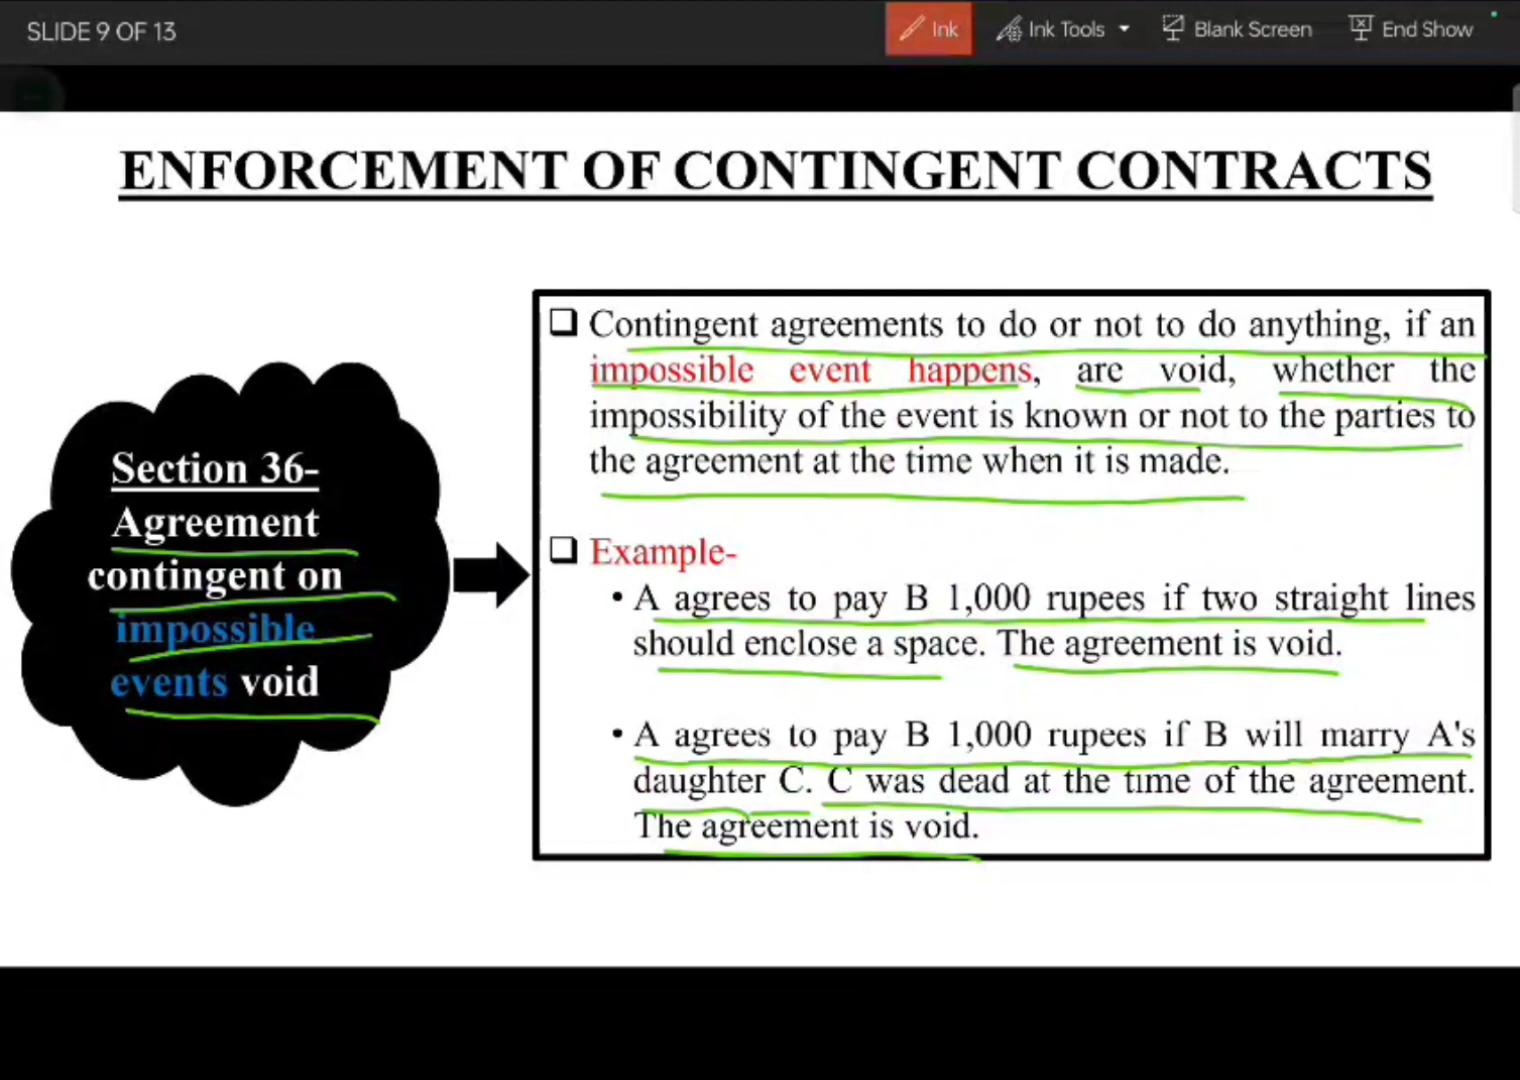 SLIDE 9 OF 13
Ink
Ink Tools
Blank Screen
End Show
ENFORCEMENT OF CONTINGENT CONTRACTS
Section 36-
Agreement
contingent on
impossible
events void
❑ Contingent agreements to do or not to do anything, if an
impossible event happens, are void, whether the
impossibility of the event is known or not to the parties to
the agreement at the time when it is made.
❑ Example-
• A agrees to pay B 1,000 rupees if two straight lines
should enclose a space. The agreement is void.
• A agrees to pay B 1,000 rupees if B will marry A's
daughter C. C was dead at the time of the agreement.
The agreement is void.